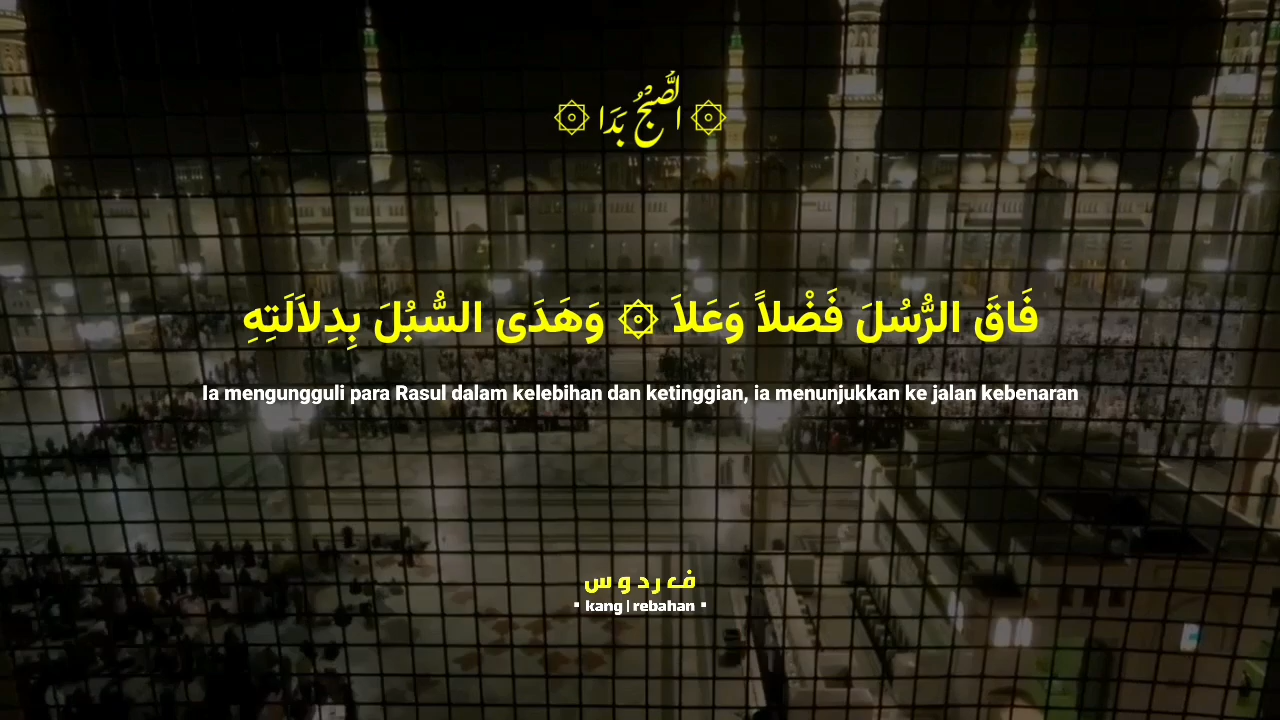 ۞ الصُّبْحُ بَدَا ۞
فَاقَ الرُّسُلَ فَضْلاً وَعَلاَ ۞ وَهَدَى السُّبُلَ بِدِلاَلَتِهِ
Ia mengungguli para Rasul dalam kelebihan dan ketinggian, ia menunjukkan ke jalan kebenaran
ف ر د و س
▪ kang | rebahan ▪